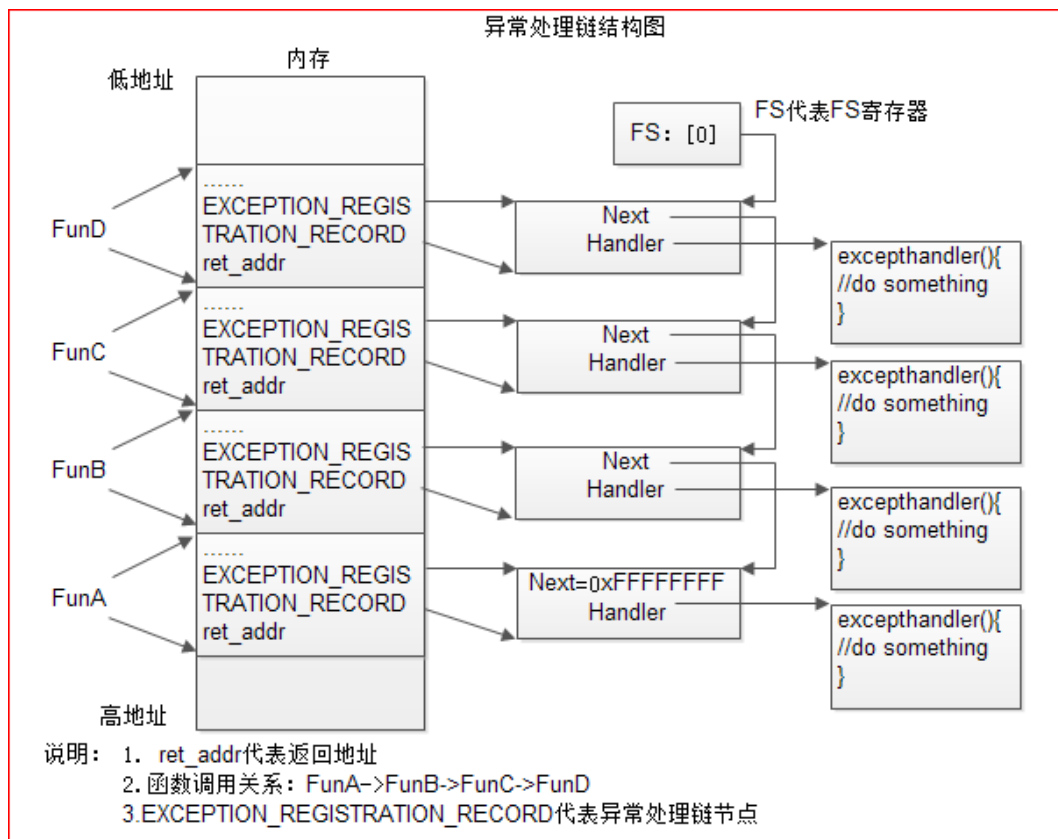 异常处理链结构图
内存
低地址
FS代表FS寄存器
FS: [0]
FunD
......
EXCEPTION_REGIS
TRATION_RECORD
ret_addr
Next
Handler
excepthandler(){
//do something
}
FunC
......
EXCEPTION_REGIS
TRATION_RECORD
ret_addr
Next
Handler
excepthandler(){
//do something
}
FunB
......
EXCEPTION_REGIS
TRATION_RECORD
ret_addr
Next
Handler
excepthandler(){
//do something
}
FunA
......
EXCEPTION_REGIS
TRATION_RECORD
ret_addr
Next=0xFFFFFFFF
Handler
excepthandler(){
//do something
}
高地址
说明： 1. ret_addr代表返回地址
2.函数调用关系：FunA->FunB->FunC->FunD
3.EXCEPTION_REGISTRATION_RECORD代表异常处理链节点